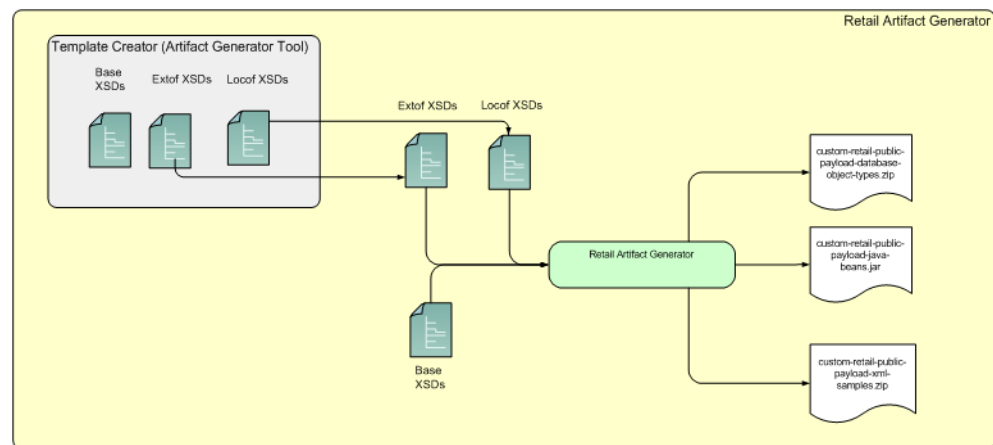 Retail Artifact Generator
Template Creator (Artifact Generator Tool)
Base
XSDs
Extof XSDs
Locof XSDs
Extof XSDs
Locof XSDs
custom-retail-public-
payload-database-
object-types.zip
Retail Artifact Generator
custom-retail-public-
payload-java-
beans.jar
Base
XSDs
custom-retail-public-
payload-xml-
samples.zip